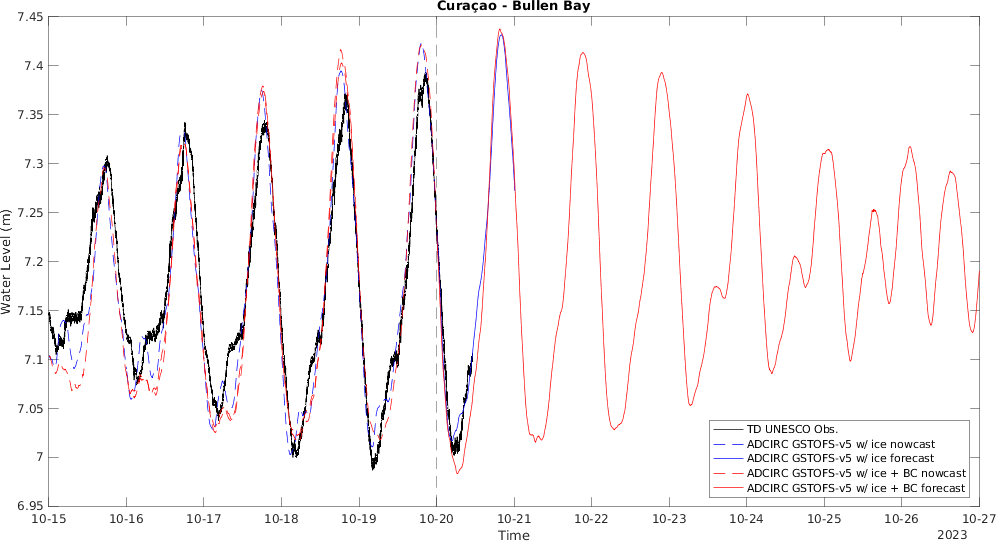 Curaçao - Bullen Bay
7.45
7.4
7.35
7.3
7.25
7.2
7.15
7.1
7.05
7
6.95
Water Level (m)
10-15 10-16 10-17 10-18 10-19 10-20 10-21 10-22 10-23 10-24 10-25 10-26 10-27
Time
2023
TD UNESCO Obs.
ADCIRC GSTOFS-v5 w/ ice nowcast
ADCIRC GSTOFS-v5 w/ ice forecast
ADCIRC GSTOFS-v5 w/ ice + BC nowcast
ADCIRC GSTOFS-v5 w/ ice + BC forecast